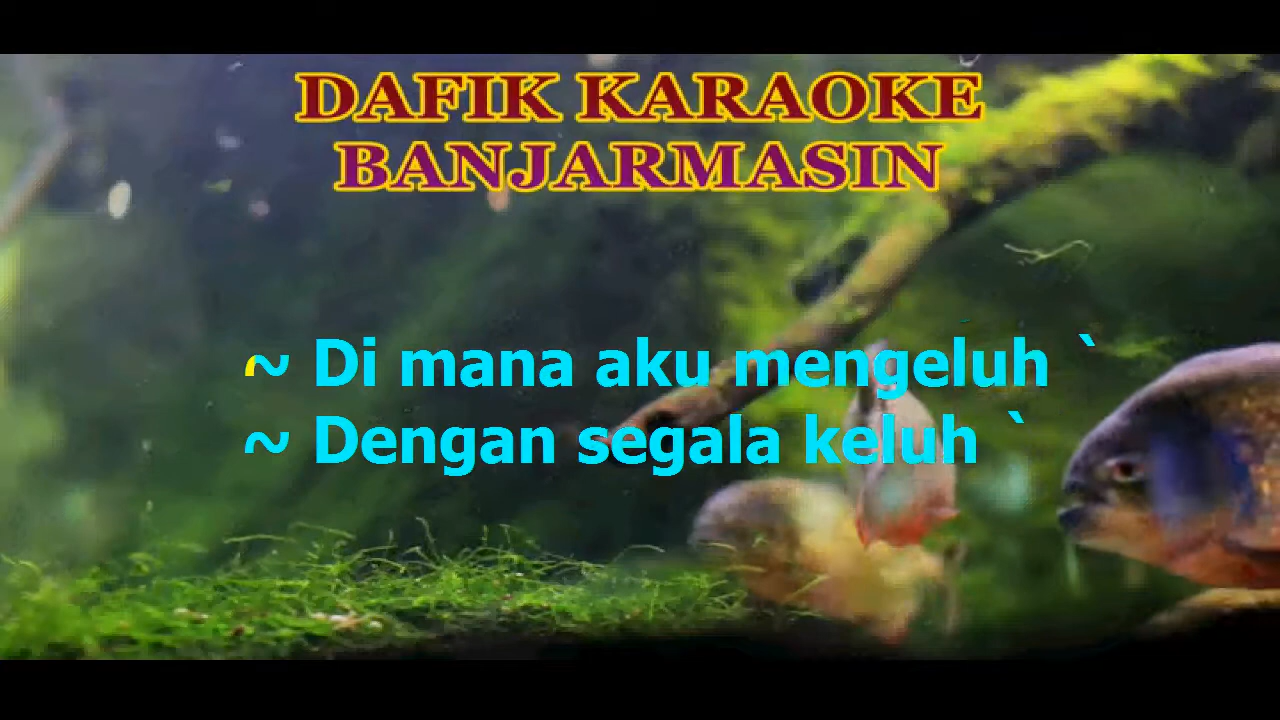 DAFIK KARAOKE
BANJARMASIN
~ Di mana aku mengeluh `
~ Dengan segala keluh `